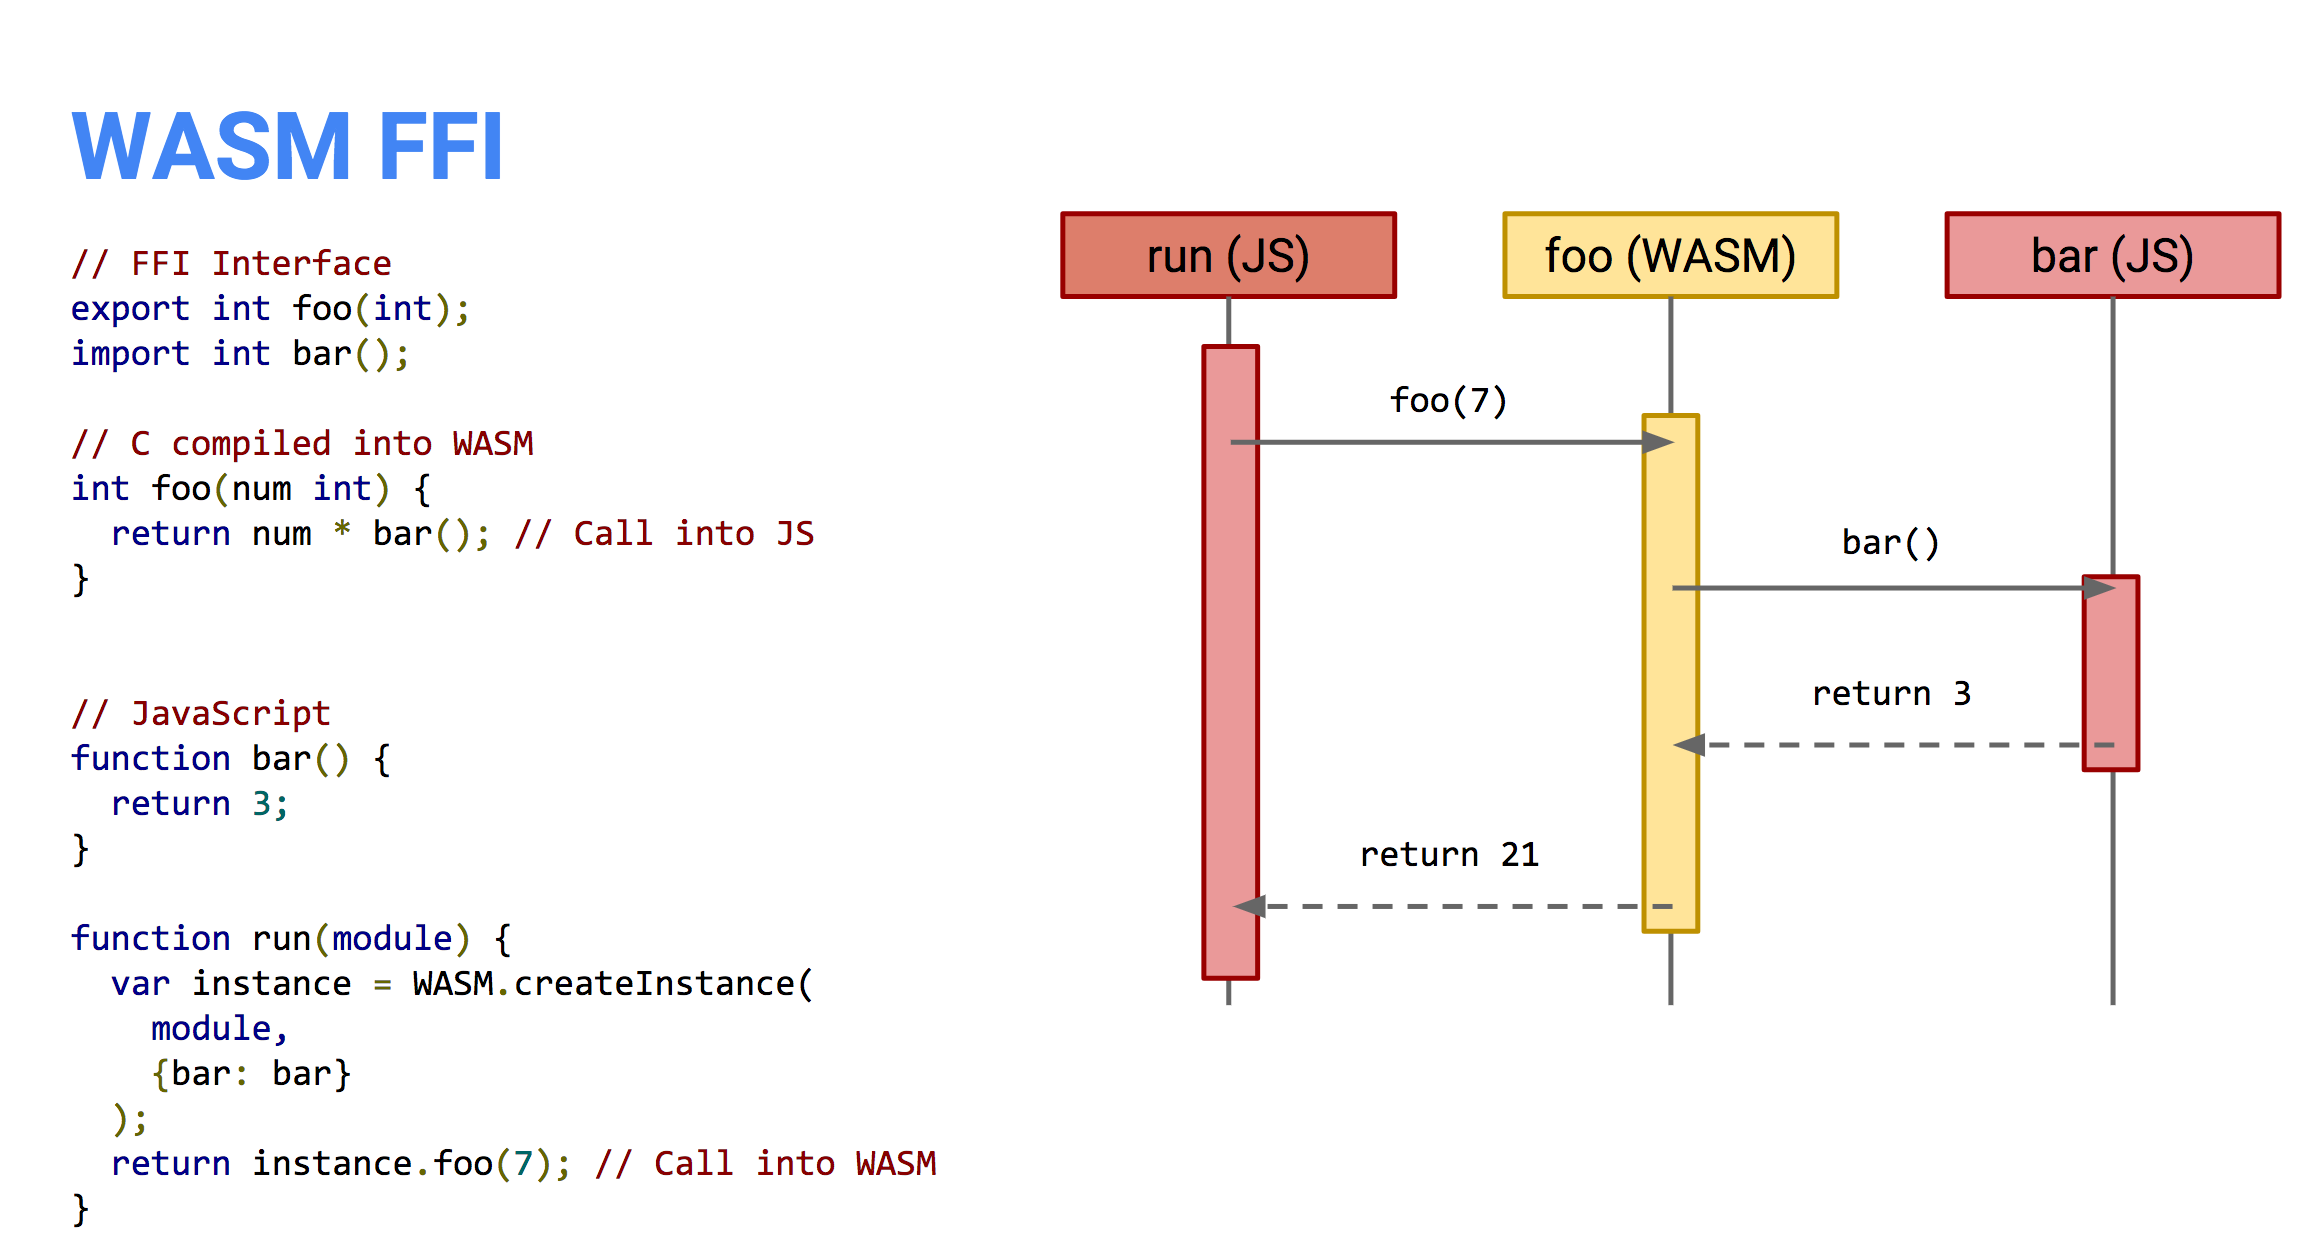 WASM FFI
// FFI Interface
export int foo(int);
import int bar();
// C compiled into WASM
int foo(num int) {
  return num * bar(); // Call into JS
}
// JavaScript
function bar() {
  return 3;
}
function run(module) {
  var instance = WASM.createInstance(
    module,
    {bar: bar}
  );
  return instance.foo(7); // Call into WASM
}
run (JS)
foo (WASM)
bar (JS)
foo(7)
bar()
return 3
return 21